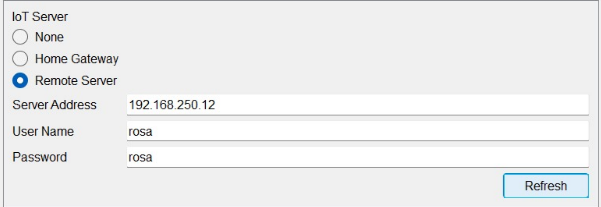 IoT Server
None
Home Gateway
Remote Server
Server Address 192.168.250.12
User Name rosa
Password rosa
Refresh